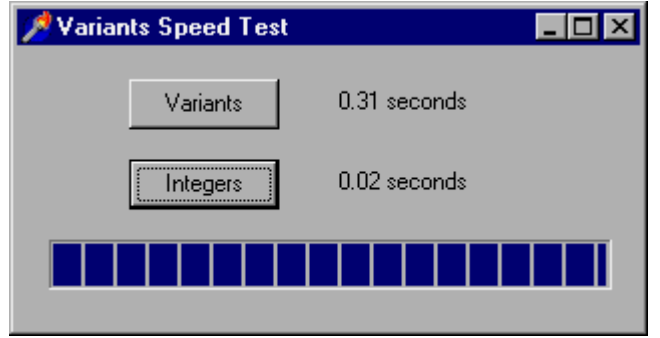 Variants Speed Test
Variants 0.31 seconds
Integers 0.02 seconds